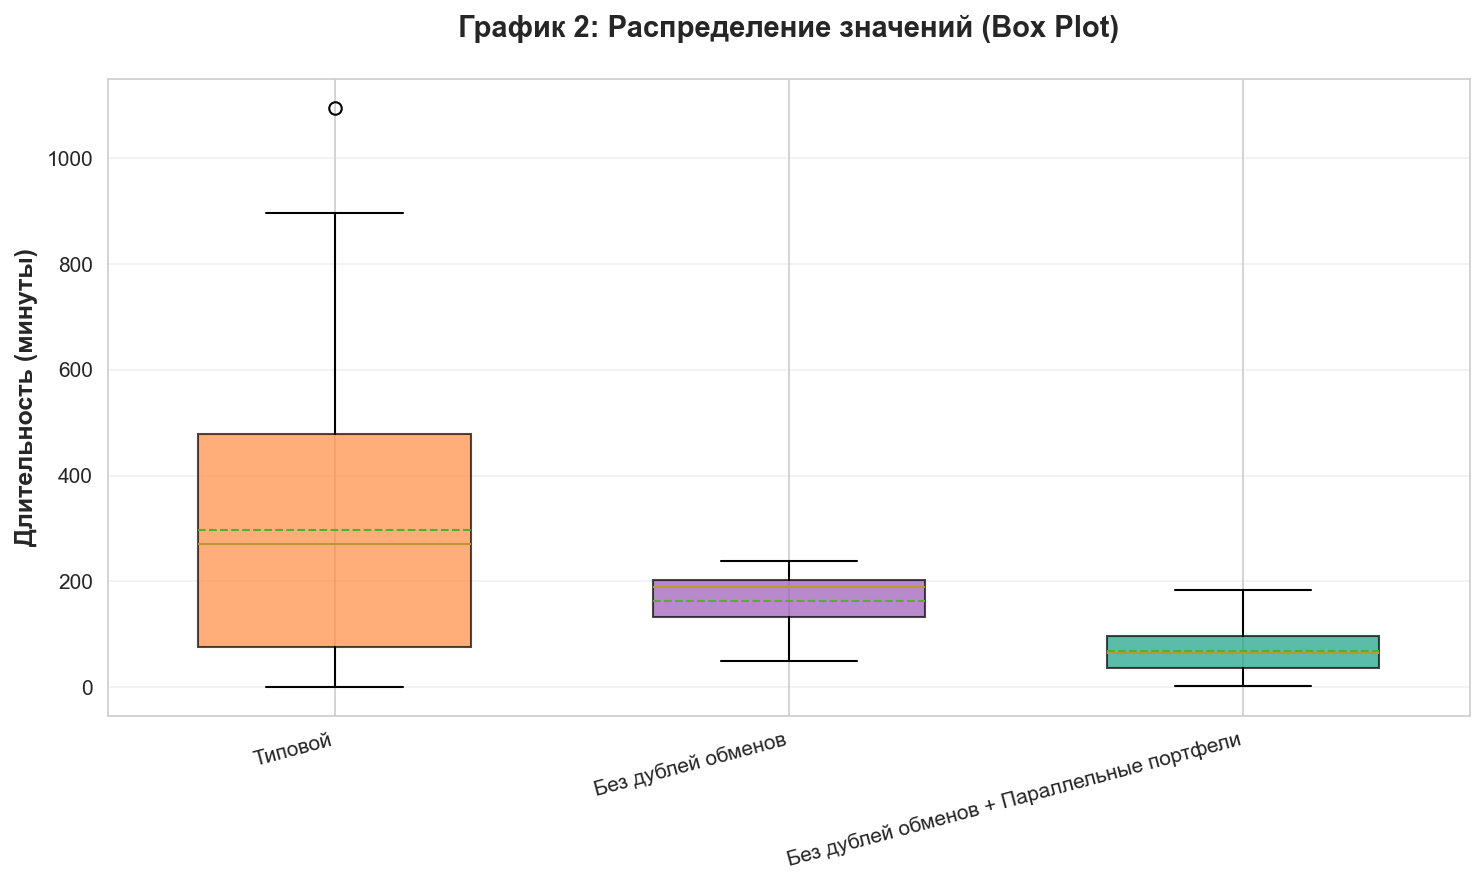 График 2: Распределение значений (Box Plot)
Длительность (минуты)
1000
800
600
400
200
0
Типовой
Без дублей обменов
Без дублей обменов + Параллельные портфели